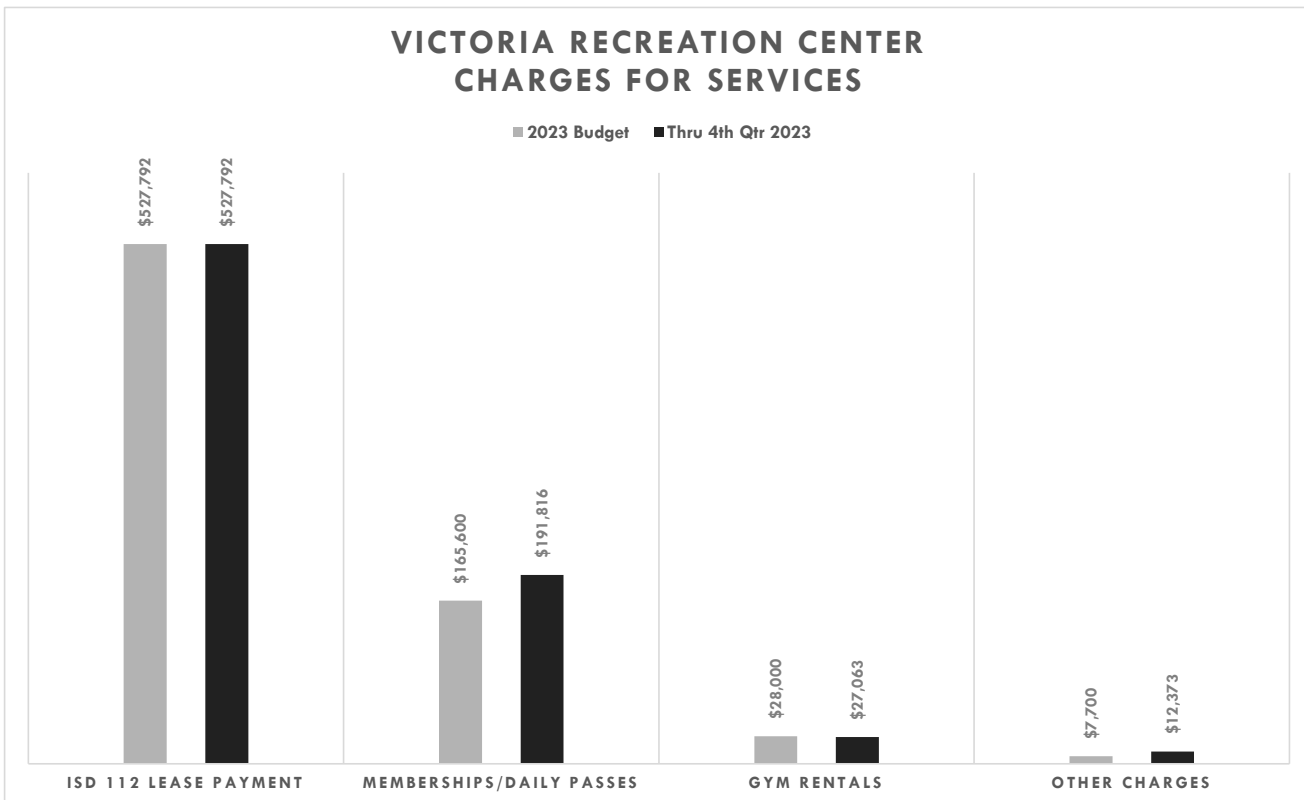 VICTORIA RECREATION CENTER
CHARGES FOR SERVICES
2023 Budget Thru 4th Qtr 2023
$527,792
$527,792
$165,600
$191,816
$28,000
$27,063
$7,700
$12,373
ISD 112 LEASE PAYMENT MEMBERSHIPS/DAILY PASSES GYM RENTALS OTHER CHARGES